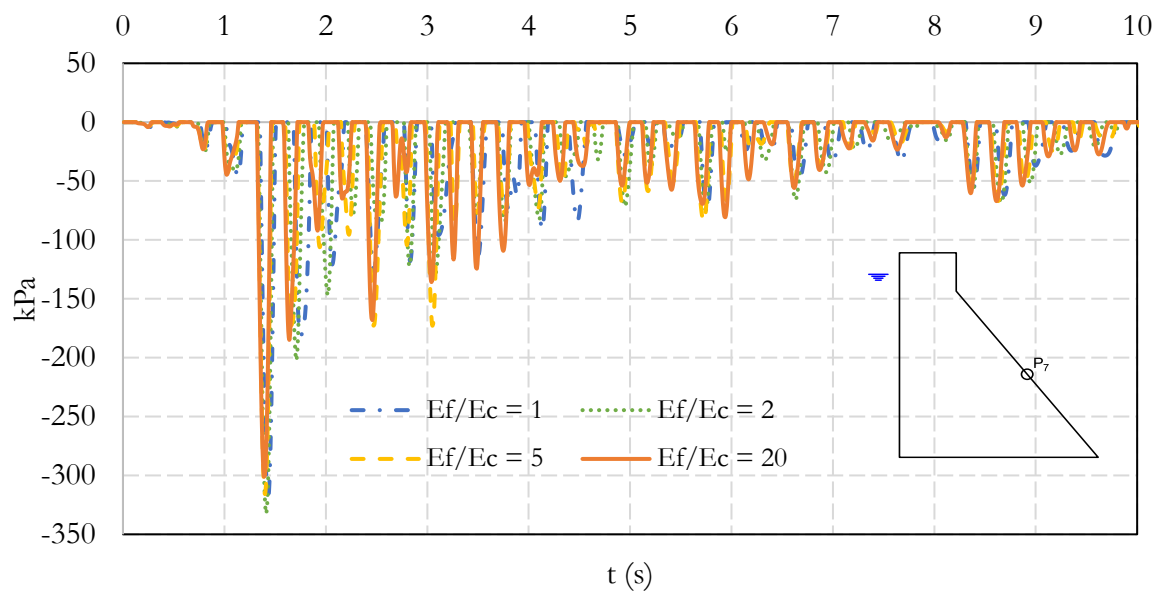 0 1 2 3 4 5 6 7 8 9 10
50
0
-50
-100
-150
-200
-250
-300
-350
kPa
P7
Ef/Ec = 1 Ef/Ec = 2
Ef/Ec = 5 Ef/Ec = 20
t (s)